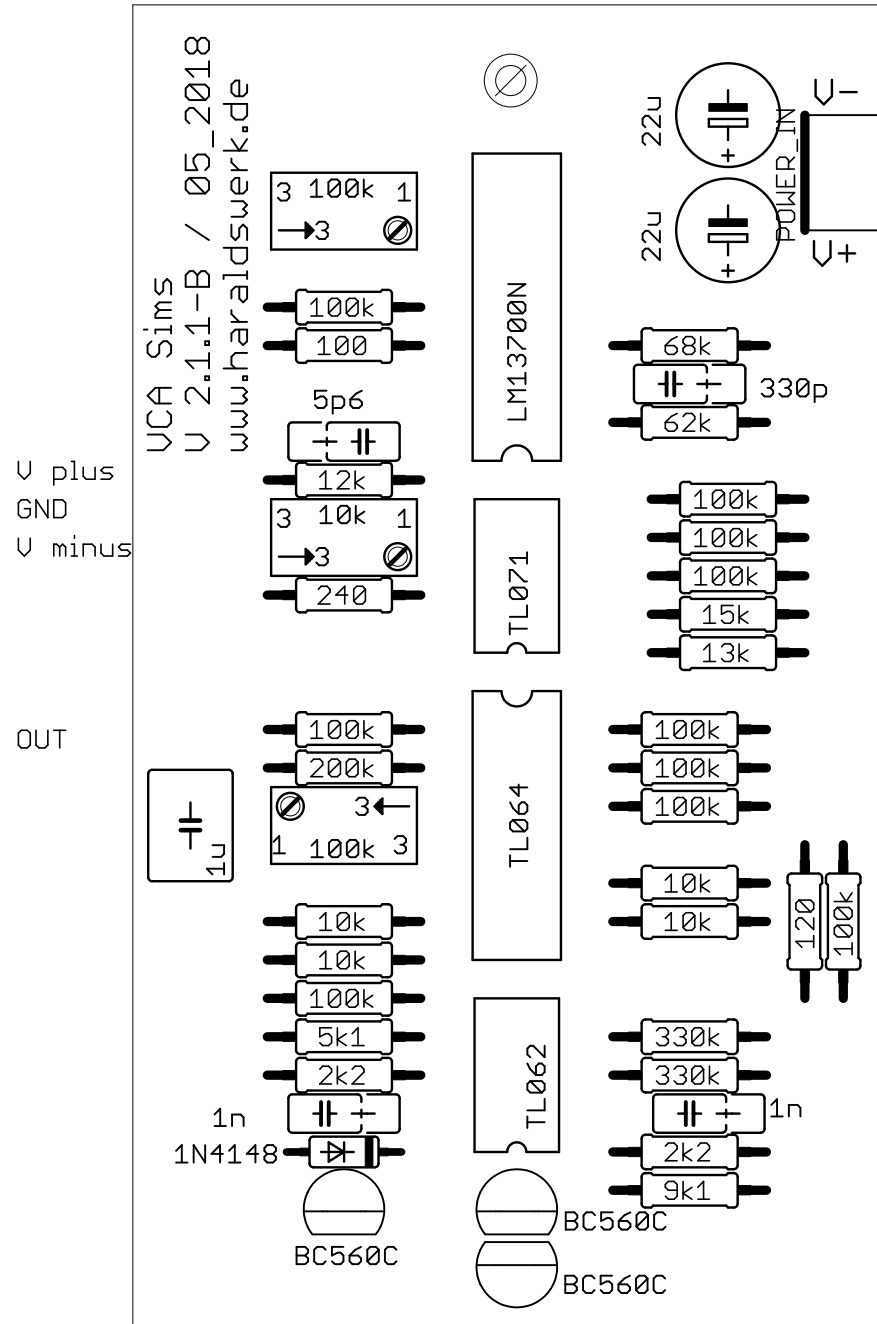 VCA Sims
V 2.1.1-B / 05_2018
www.haraldswerk.de
3 100k 1
3
100k
100
5p6
12k
3 10k 1
3
240
V plus
GND
V minus
OUT
100k
200k
3
1 100k 3
1u
10k
10k
100k
5k1
2k2
1n
1N4148
BC560C
LM13700N
TL071
TL064
TL062
BC560C
BC560C
22u
+
22u
+
POWER_IN
V-
V+
68k
330p
62k
100k
100k
100k
15k
13k
100k
100k
100k
10k
10k
120
100k
330k
330k
1n
2k2
9k1